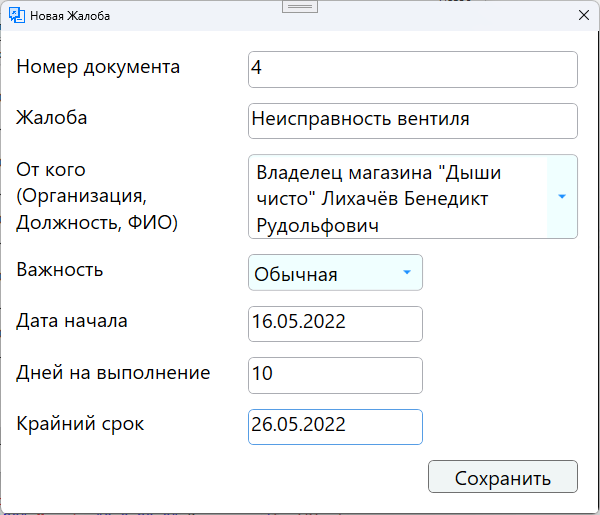 Новая Жалоба
Номер документа
4
Жалоба
Неисправность вентиля
От кого
(Организация,
Должность, ФИО)
Владелец магазина "Дыши
чисто" Лихачёв Бенедикт
Рудольфович
Важность
Обычная
Дата начала
16.05.2022
Дней на выполнение
10
Крайний срок
26.05.2022
Сохранить